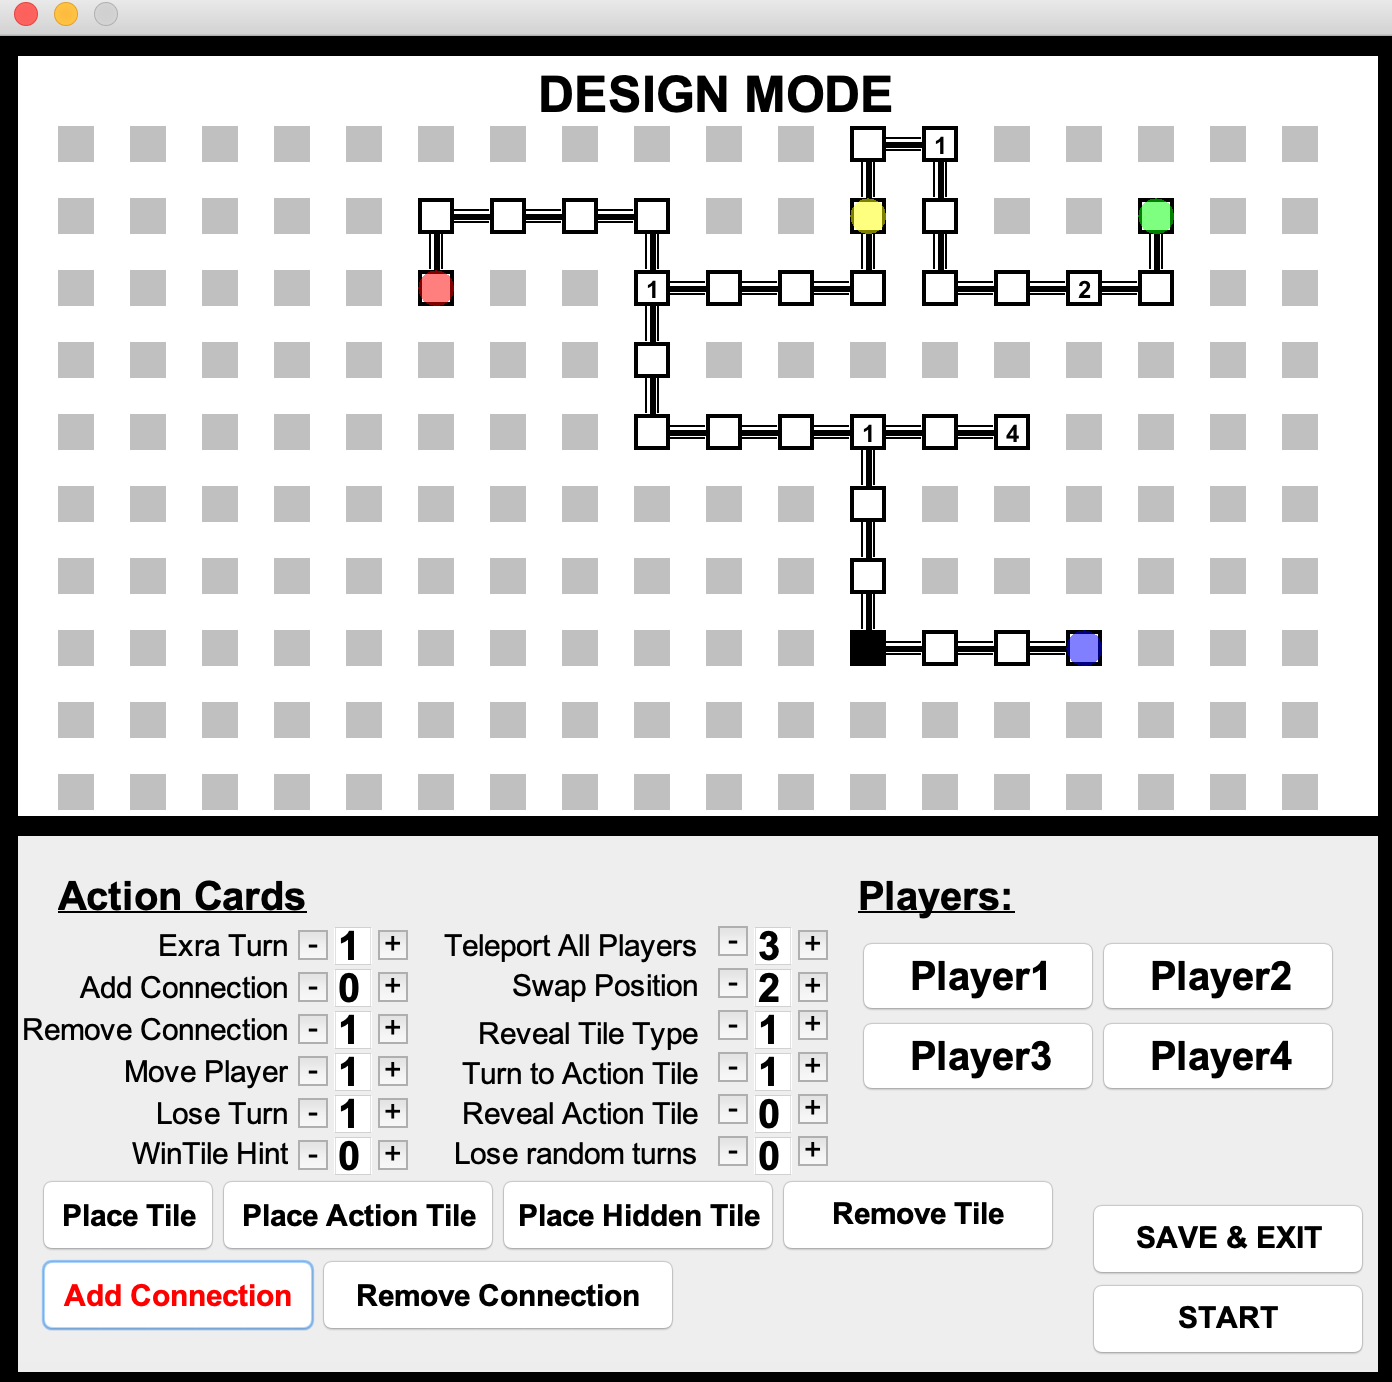 DESIGN MODE
1
1
2
1
4
Action Cards
Players:
Exra Turn - 1 +
Teleport All Players - 3 +
Add Connection - 0 +
Swap Position - 2 +
Remove Connection - 1 +
Reveal Tile Type - 1 +
Move Player - 1 +
Turn to Action Tile - 1 +
Lose Turn - 1 +
Reveal Action Tile - 0 +
WinTile Hint - 0 +
Lose random turns - 0 +
Player1 Player2
Player3 Player4
Place Tile Place Action Tile Place Hidden Tile Remove Tile
Add Connection Remove Connection
SAVE & EXIT
START